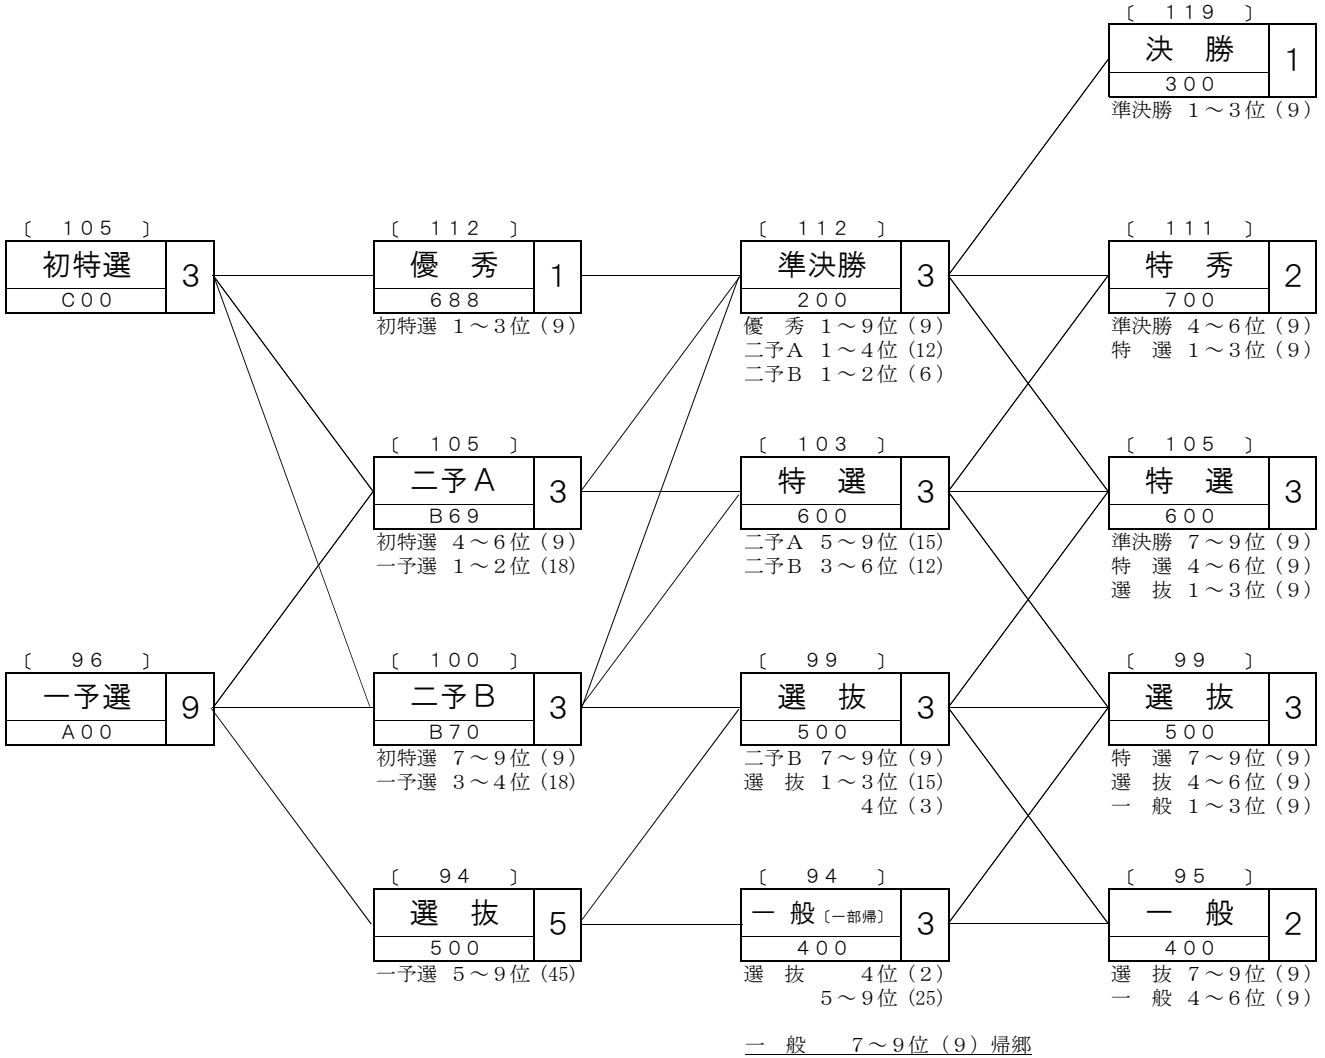 〔　１１９　〕
決　勝　1
３００
準決勝 １～３位（９）
〔　１０５　〕
初特選　3
Ｃ００
〔　１１２　〕
優　秀　1
６８８
初特選 １～３位（９）
〔　１１２　〕
準決勝　3
２００
優　秀 １～９位（９）
二予Ａ １～４位（12）
二予Ｂ １～２位（６）
〔　１１１　〕
特　秀　2
７００
準決勝 ４～６位（９）
特　選 １～３位（９）
〔　１０５　〕
二予Ａ　3
Ｂ６９
初特選 ４～６位（９）
一予選 １～２位（18）
〔　１０３　〕
特　選　3
６００
二予Ａ ５～９位（15）
二予Ｂ ３～６位（12）
〔　１０５　〕
特　選　3
６００
準決勝 ７～９位（９）
特　選 ４～６位（９）
選　抜 １～３位（９）
〔　９６　〕
一予選　9
Ａ００
〔　１００　〕
二予Ｂ　3
Ｂ７０
初特選 ７～９位（９）
一予選 ３～４位（18）
〔　９９　〕
選　抜　3
５００
二予Ｂ ７～９位（９）
選　抜 １～３位（15）
４位（３）
〔　９９　〕
選　抜　3
５００
特　選 ７～９位（９）
選　抜 ４～６位（９）
一　般 １～３位（９）
〔　９４　〕
選　抜　5
５００
一予選 ５～９位（45）
〔　９４　〕
一 般〔一部帰〕　3
４００
選　抜　　４位（２）
５～９位（25）
〔　９５　〕
一　般　2
４００
選　抜 ７～９位（９）
一　般 ４～６位（９）
一　般　　７～９位（９）帰郷